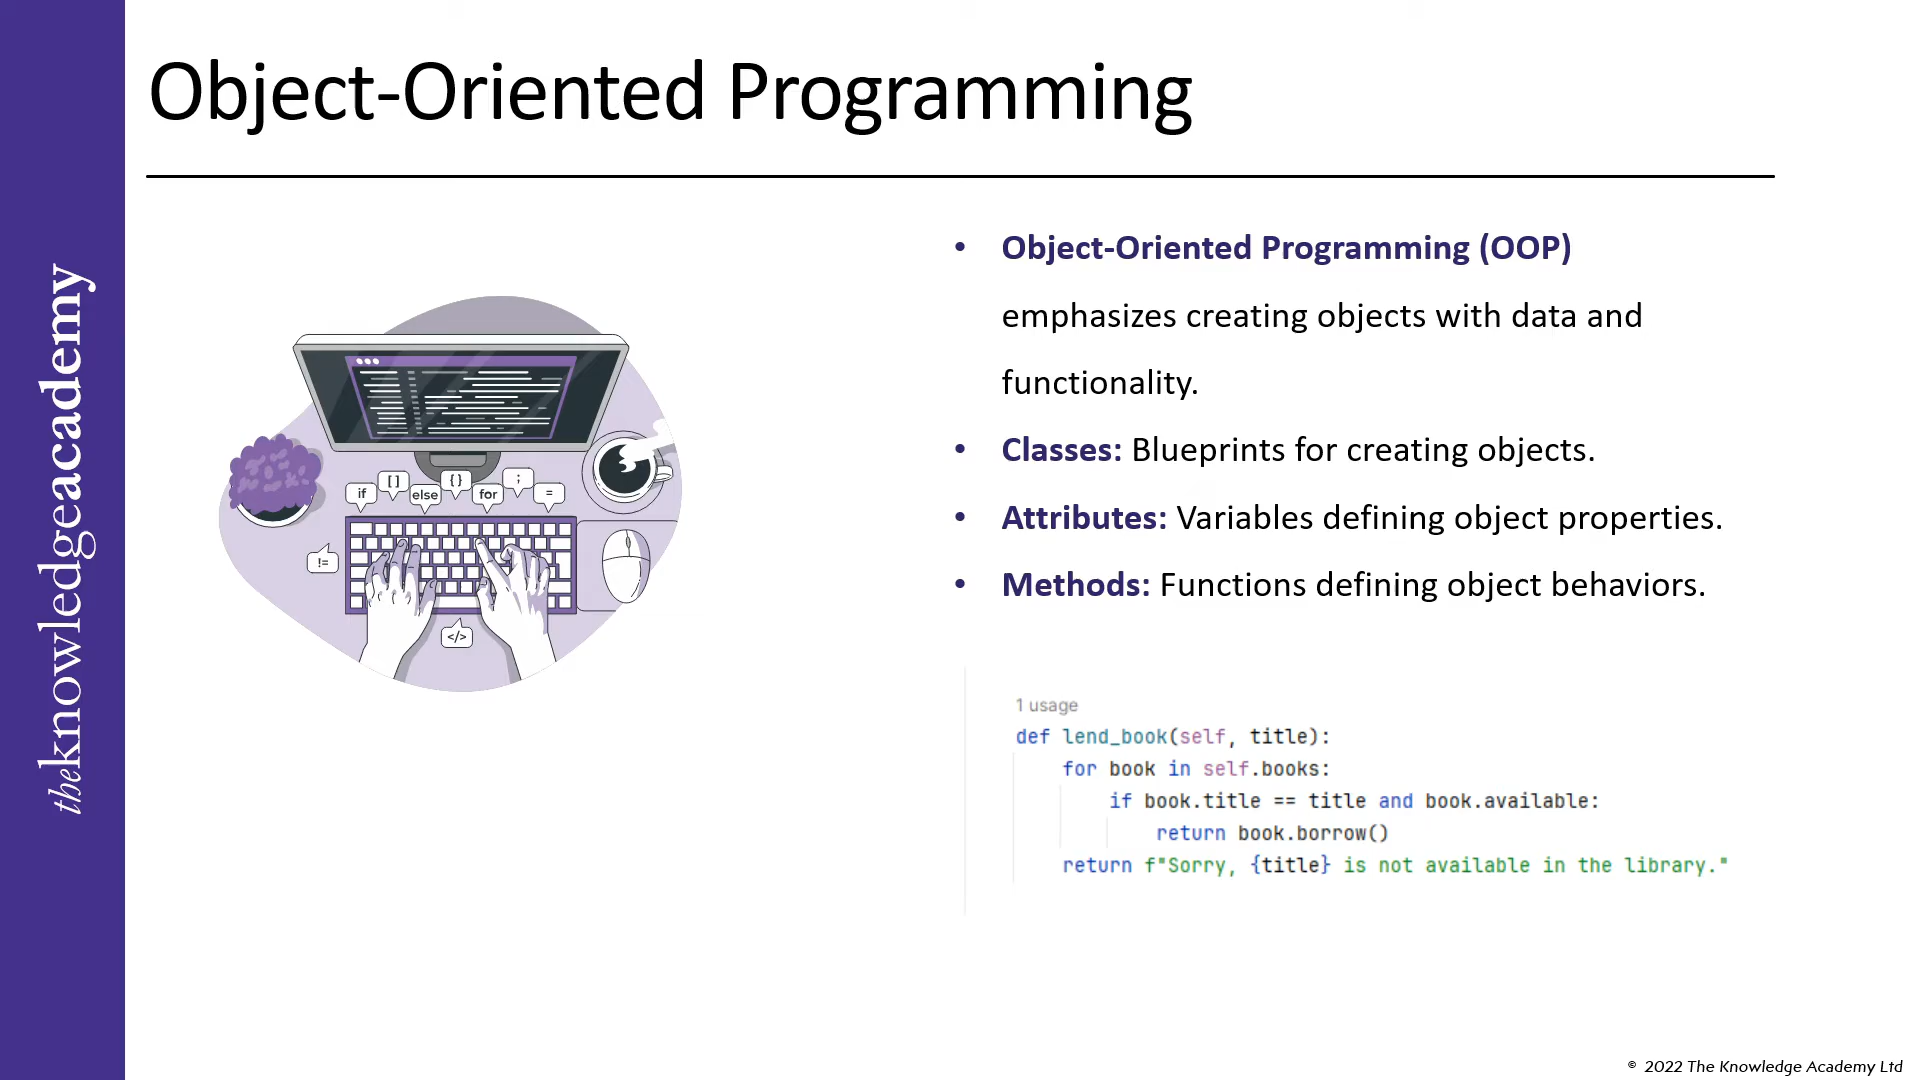 Object-Oriented Programming
theknowledgeacademy
• Object-Oriented Programming (OOP)
emphasizes creating objects with data and
functionality.
• Classes: Blueprints for creating objects.
• Attributes: Variables defining object properties.
• Methods: Functions defining object behaviors.
if
[ ]
else
{ }
for
;
=
!=
</>
1 usage
def lend_book(self, title):
    for book in self.books:
        if book.title == title and book.available:
            return book.borrow()
    return f"Sorry, {title} is not available in the library."
© 2022 The Knowledge Academy Ltd